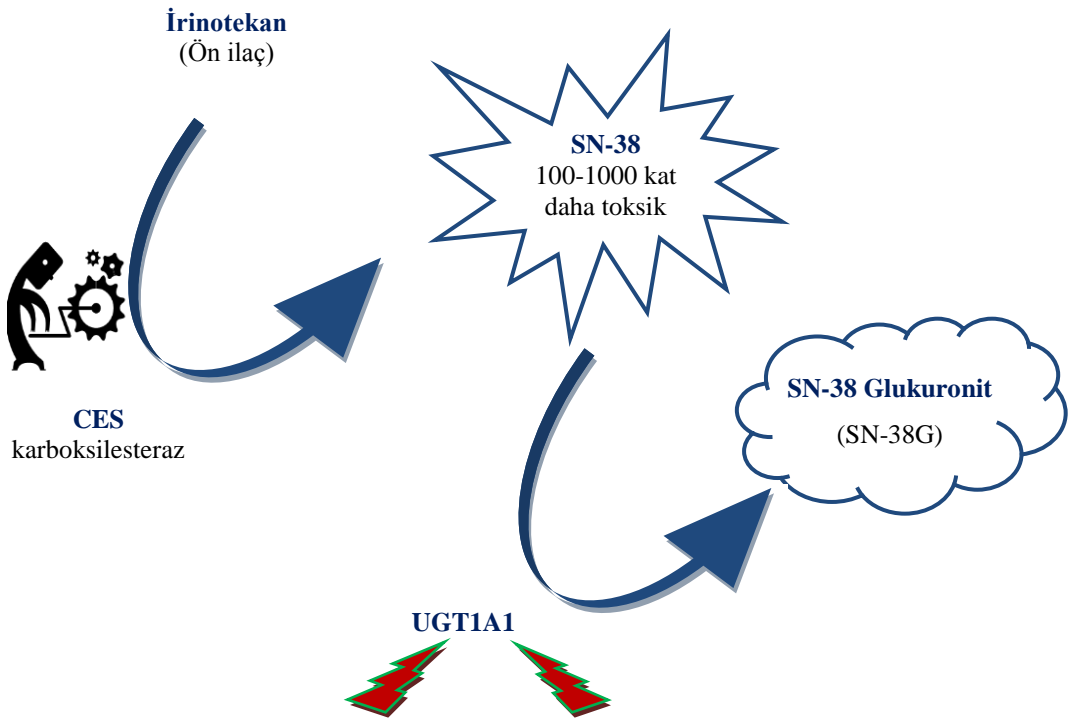 İrinotekan
(Ön ilaç)
SN-38
100-1000 kat
daha toksik
CES
karboksilesteraz
SN-38 Glukuronit
(SN-38G)
UGT1A1